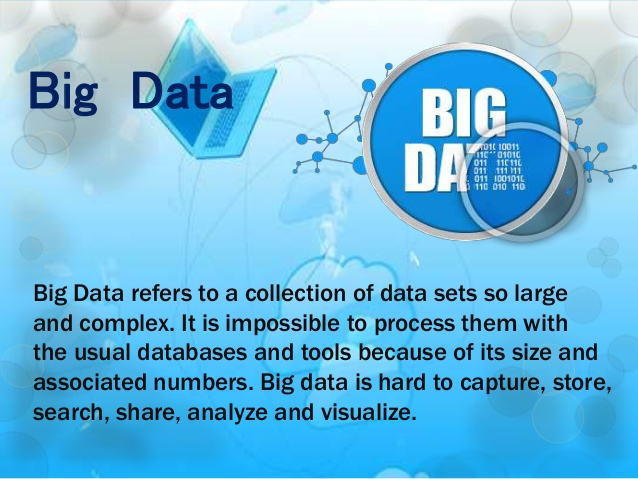 Big Data
BIG
DATA
Big Data refers to a collection of data sets so large
and complex. It is impossible to process them with
the usual databases and tools because of its size and
associated numbers. Big data is hard to capture, store,
search, share, analyze and visualize.